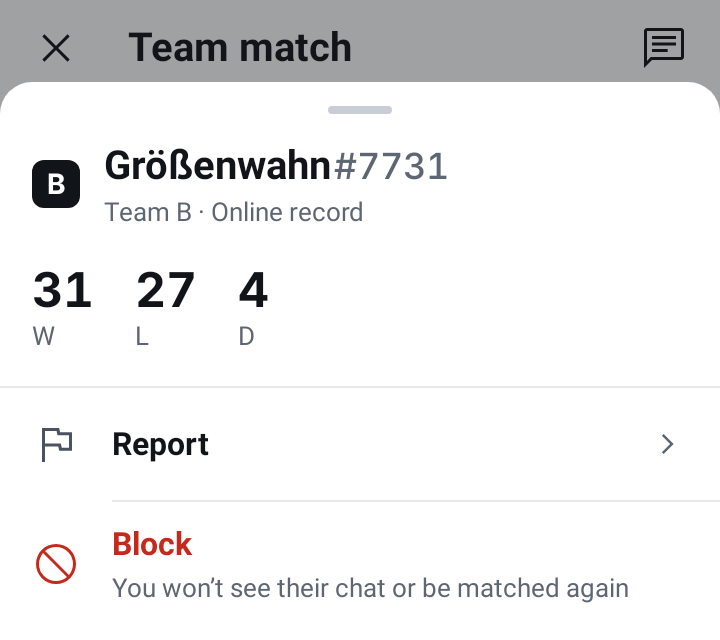 Team match
B
Größenwahn#7731
Team B · Online record
31 27 4
W L D
Report
Block
You won’t see their chat or be matched again